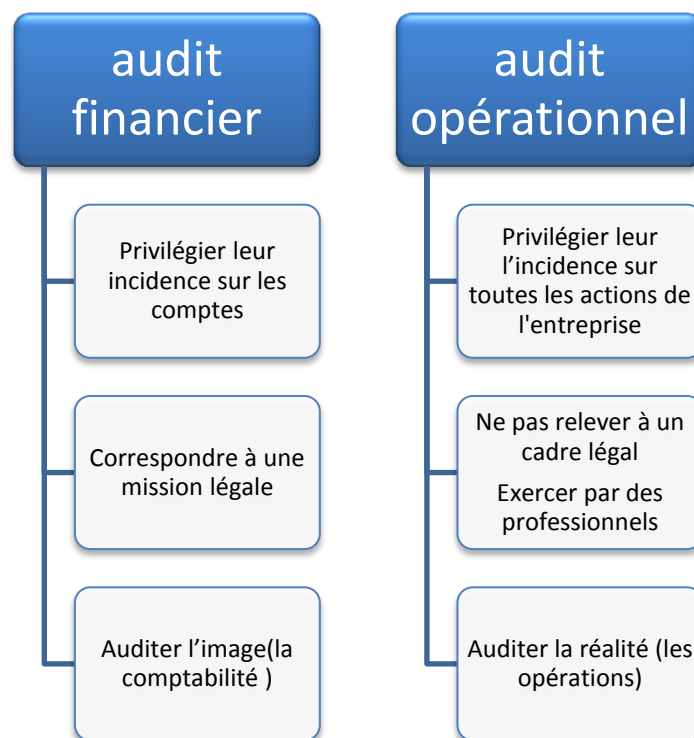 audit
financier
Privilégier leur
incidence sur les
comptes
Correspondre à une
mission légale
Auditer l’image(la
comptabilité )
audit
opérationnel
Privilégier leur
l’incidence sur
toutes les actions de
l'entreprise
Ne pas relever à un
cadre légal
Exercer par des
professionnels
Auditer la réalité (les
opérations)